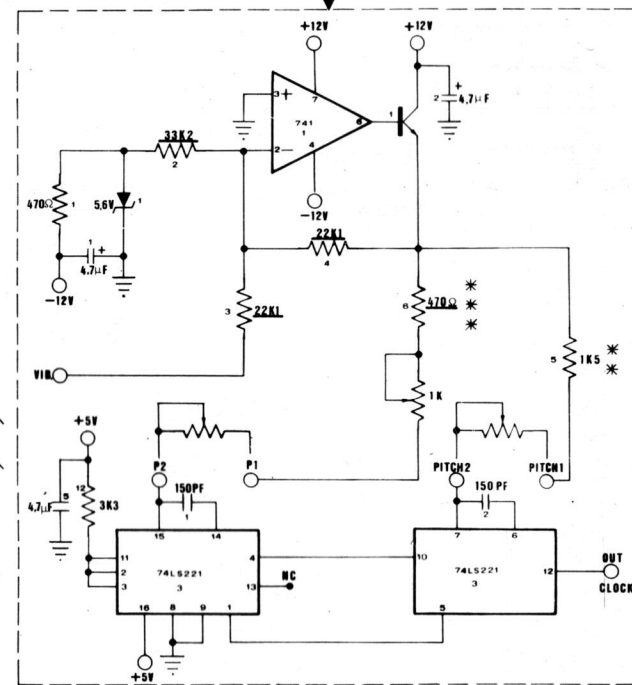 +12V
+12V
3 +
7
741
1
6
1
2
+
4.7μF
33K2
2
2 -
4
470Ω 1
5.6V 1
-12V
1
+
4.7μF
-12V
22K1
4
3 22K1
6 470Ω *
*
*
5 1K5 *
*
VIN
1K
+5V
P2
P1
PITCH2
PITCH1
5
4.7μF
12
3K3
150PF
1
150 PF
2
15
14
7
6
11
2
3
74LS221
3
4
13
NC
10
74LS221
3
12
OUT
CLOCK
16
8
9
1
5
+5V